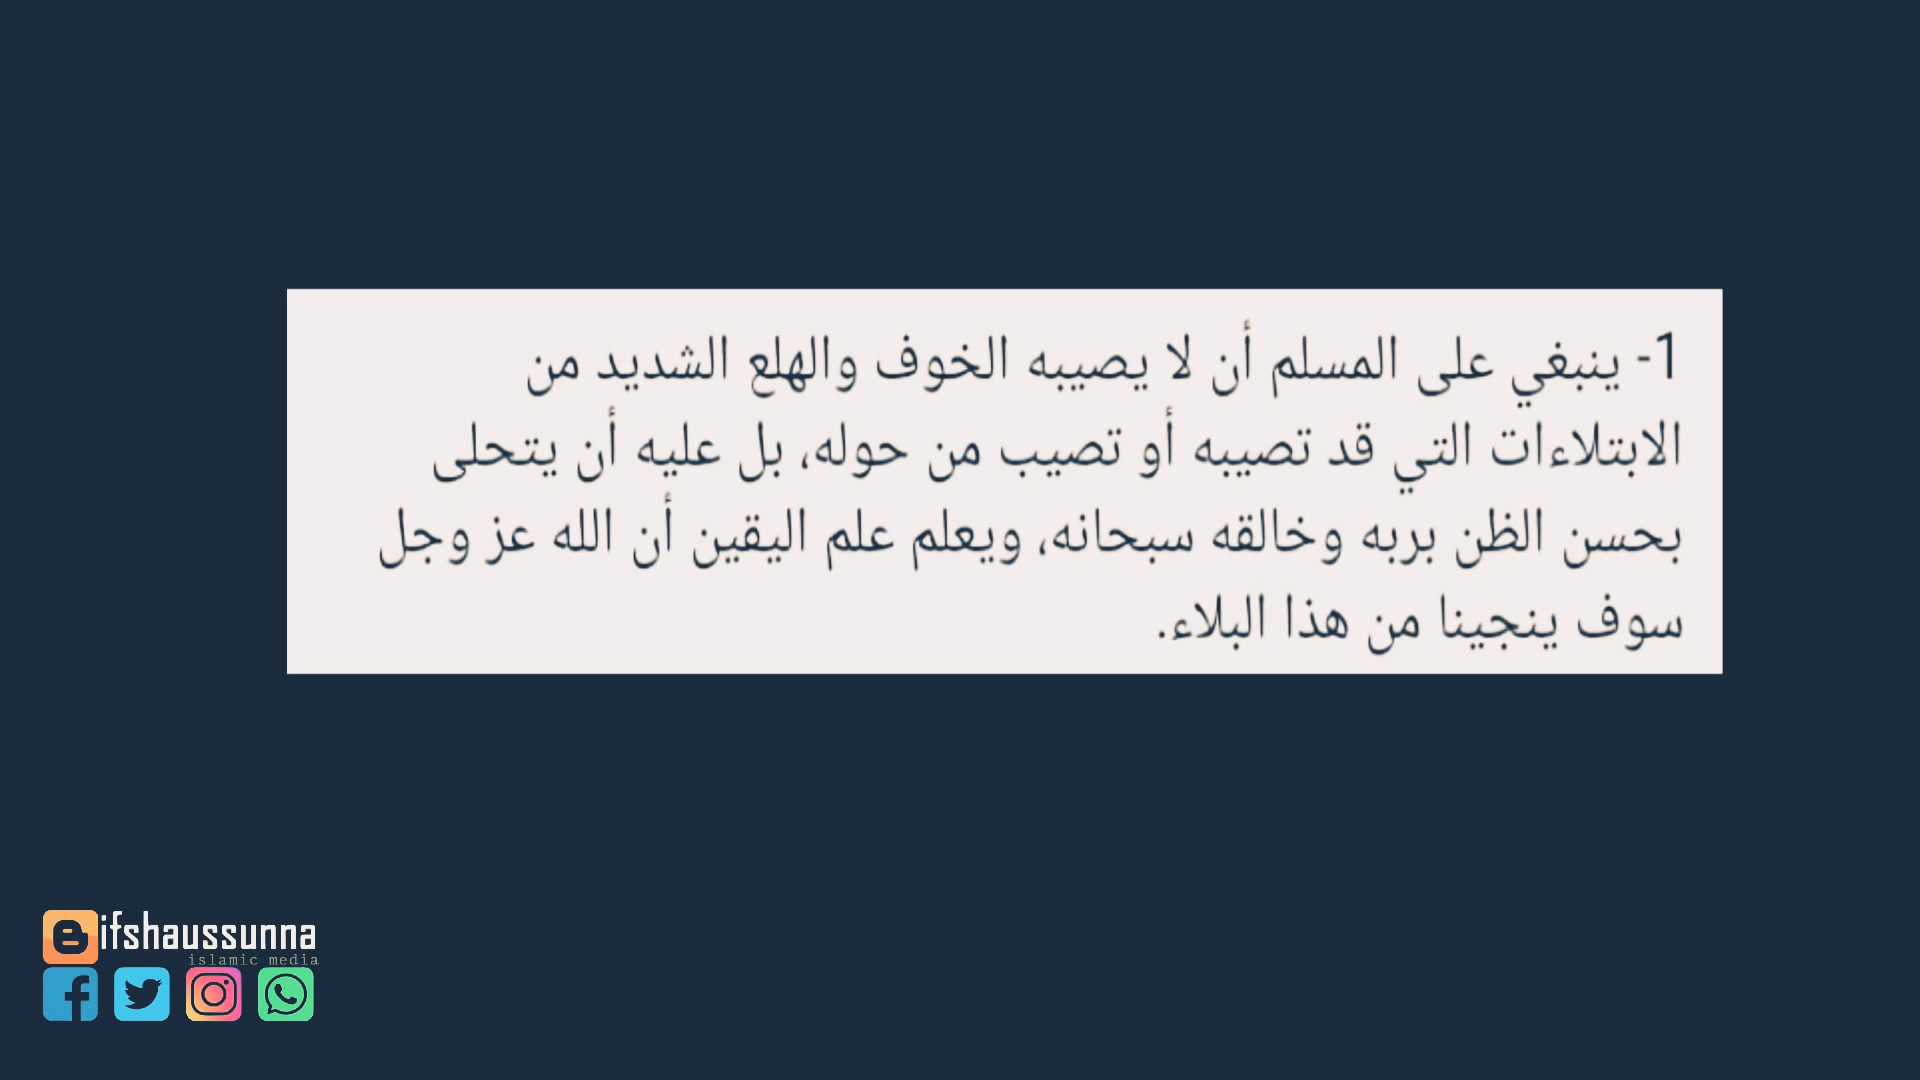 1- ينبغي على المسلم أن لا يصيبه الخوف والهلع الشديد من
الابتلاءات التي قد تصيبه أو تصيب من حوله، بل عليه أن يتحلى
بحسن الظن بربه وخالقه سبحانه، ويعلم علم اليقين أن الله عز وجل
سوف ينجينا من هذا البلاء.
ifshaussunna
islamic media